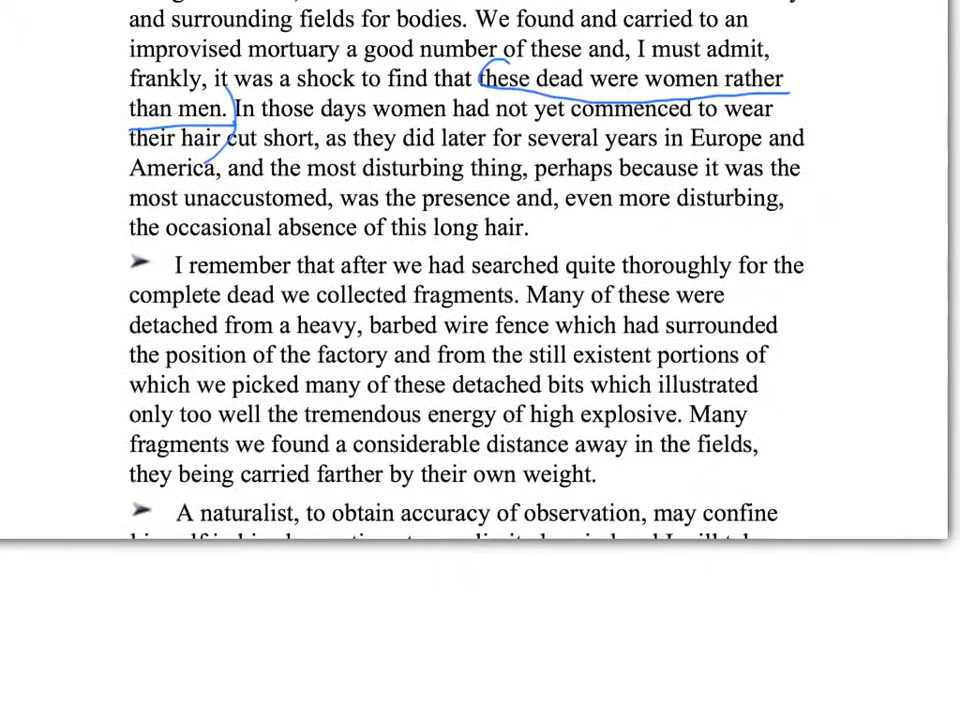 and surrounding fields for bodies. We found and carried to an
improvised mortuary a good number of these and, I must admit,
frankly, it was a shock to find that these dead were women rather
than men. In those days women had not yet commenced to wear
their hair cut short, as they did later for several years in Europe and
America, and the most disturbing thing, perhaps because it was the
most unaccustomed, was the presence and, even more disturbing,
the occasional absence of this long hair.
➢ I remember that after we had searched quite thoroughly for the
complete dead we collected fragments. Many of these were
detached from a heavy, barbed wire fence which had surrounded
the position of the factory and from the still existent portions of
which we picked many of these detached bits which illustrated
only too well the tremendous energy of high explosive. Many
fragments we found a considerable distance away in the fields,
they being carried farther by their own weight.
➢ A naturalist, to obtain accuracy of observation, may confine